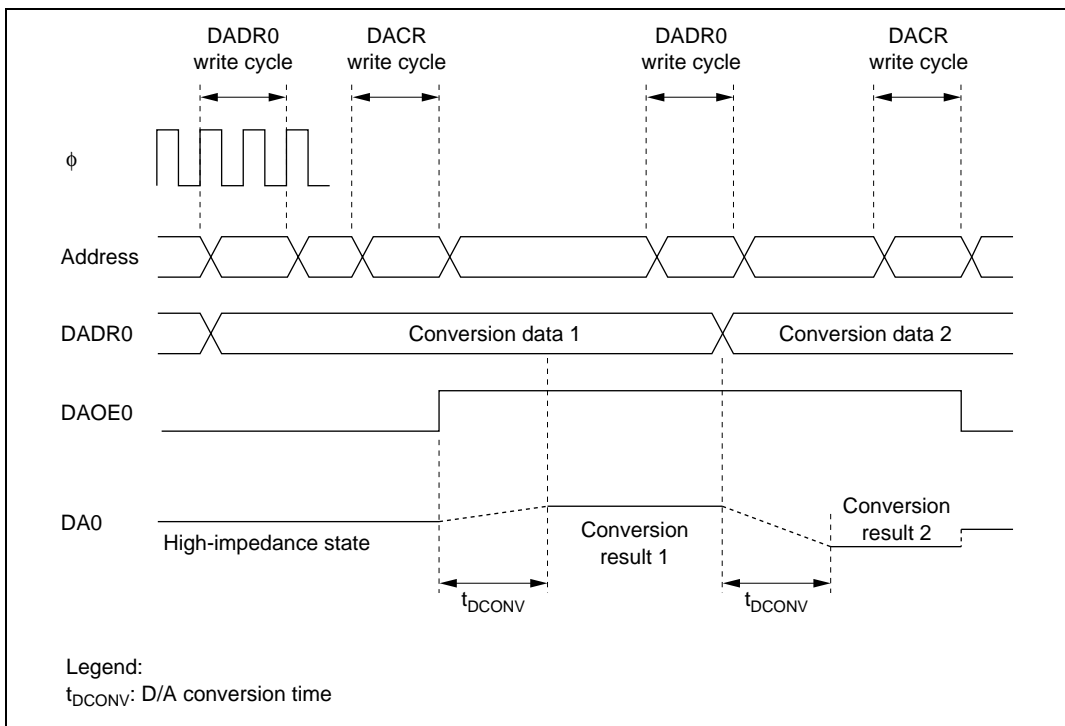 DADR0
write cycle
DACR
write cycle
DADR0
write cycle
DACR
write cycle
ϕ
Address
DADR0
Conversion data 1
Conversion data 2
DAOE0
DA0
High-impedance state
Conversion
result 1
Conversion
result 2
tDCONV
tDCONV
Legend:
tDCONV: D/A conversion time